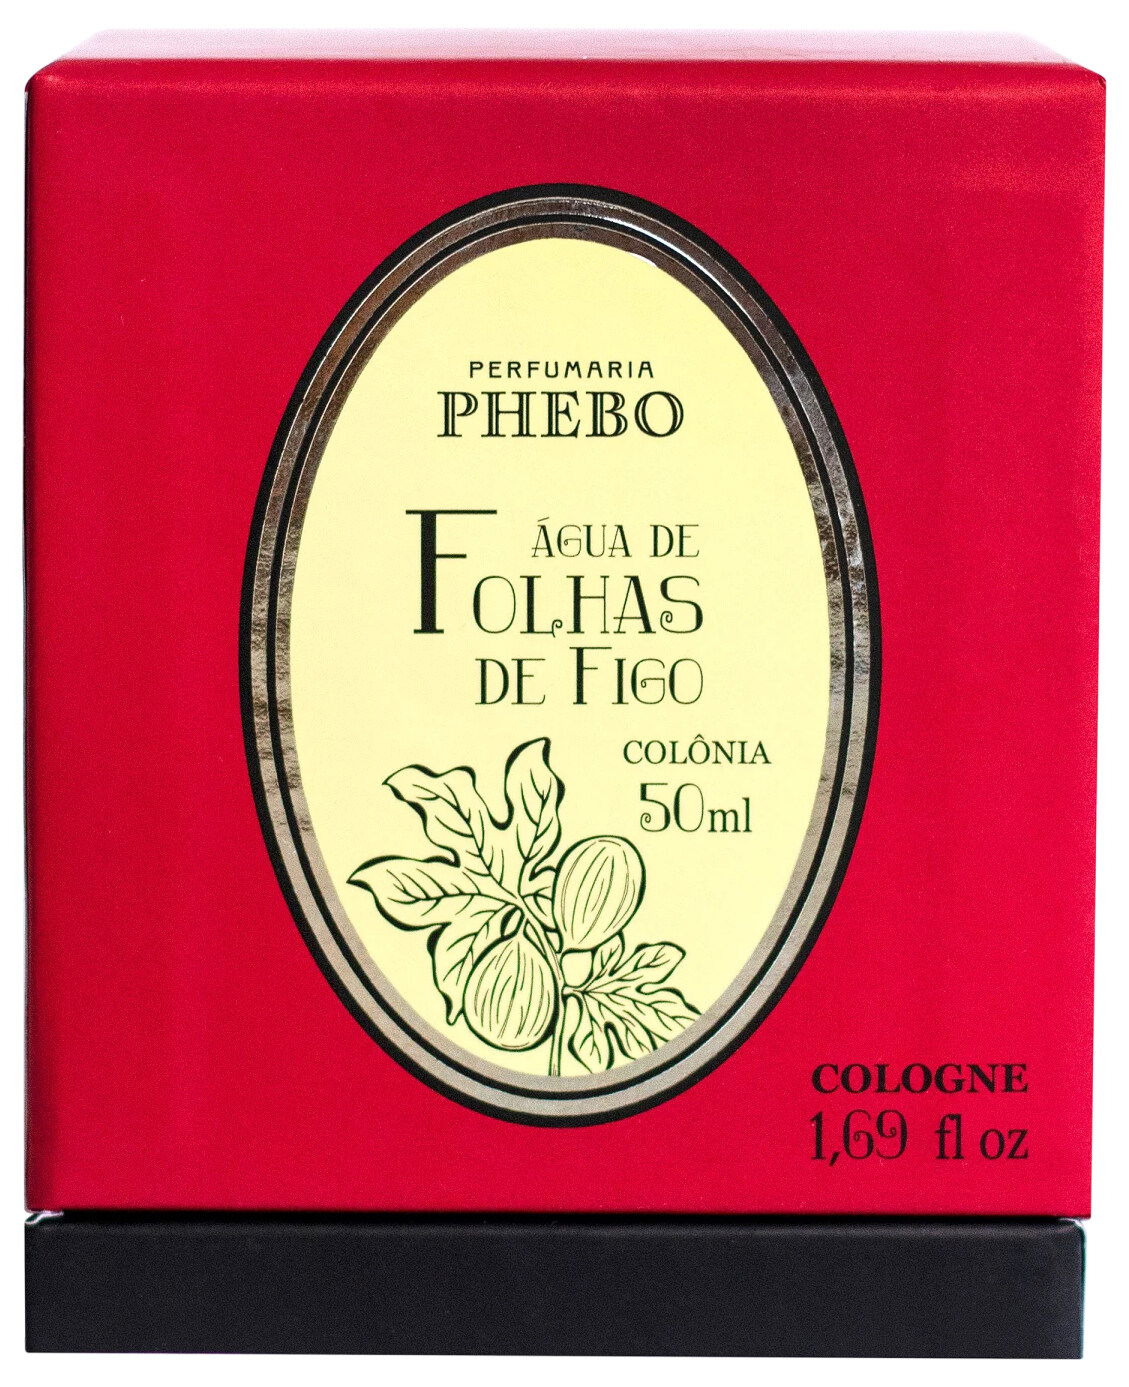 PERFUMARIA
PHEBO
ÁGUA DE
FOLHAS
DE FIGO
COLÔNIA
50ml
COLOGNE
1,69 fl oz